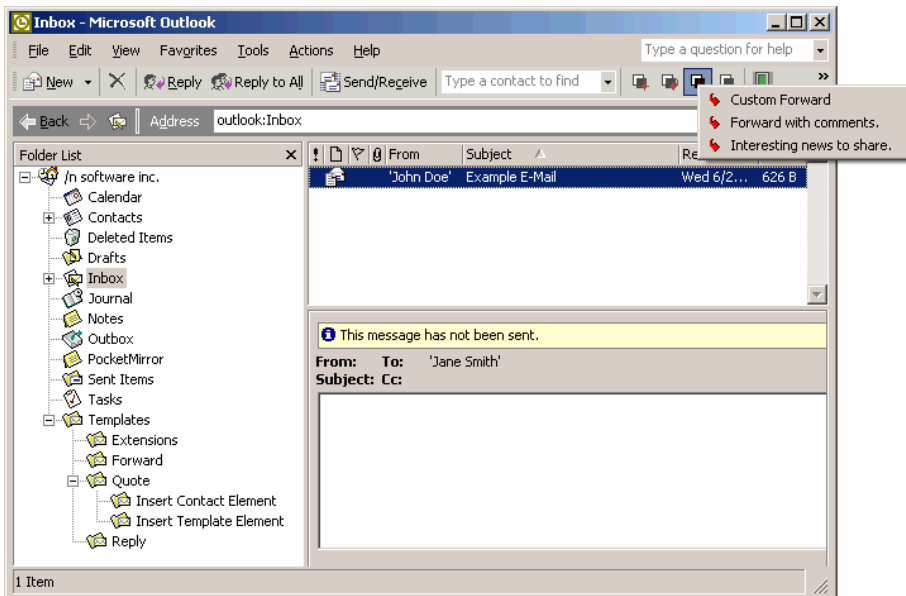 Inbox - Microsoft Outlook
File Edit View Favorites Tools Actions Help Type a question for help
New Reply Reply to All Send/Receive Type a contact to find »
Custom Forward
Forward with comments.
Interesting news to share.
Back Address outlook:Inbox
Folder List
! From Subject Re
'John Doe' Example E-Mail Wed 6/2... 626 B
/n software inc.
Calendar
Contacts
Deleted Items
Drafts
Inbox
Journal
Notes
Outbox
PocketMirror
Sent Items
Tasks
Templates
Extensions
Forward
Quote
Insert Contact Element
Insert Template Element
Reply
This message has not been sent.
From: To: 'Jane Smith'
Subject: Cc:
1 Item